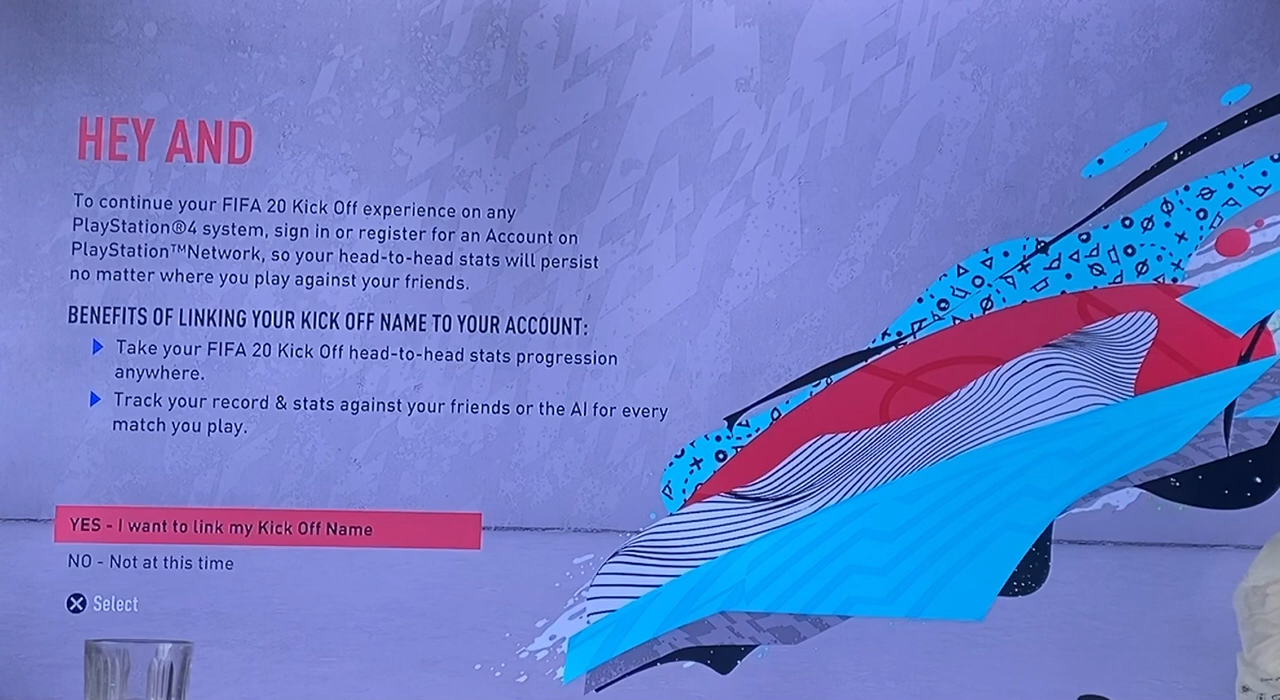 HEY AND
To continue your FIFA 20 Kick Off experience on any
PlayStation®4 system, sign in or register for an Account on
PlayStation™Network, so your head-to-head stats will persist
no matter where you play against your friends.
BENEFITS OF LINKING YOUR KICK OFF NAME TO YOUR ACCOUNT:
Take your FIFA 20 Kick Off head-to-head stats progression
anywhere.
Track your record & stats against your friends or the AI for every
match you play.
YES - I want to link my Kick Off Name
NO - Not at this time
Select